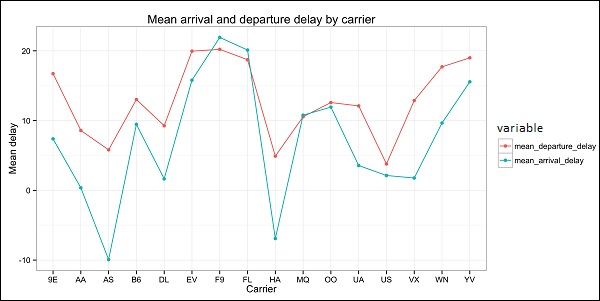 Mean arrival and departure delay by carrier
Mean delay
20
10
0
-10
9E AA AS B6 DL EV F9 FL HA MQ OO UA US VX WN YV
Carrier
variable
mean_departure_delay
mean_arrival_delay